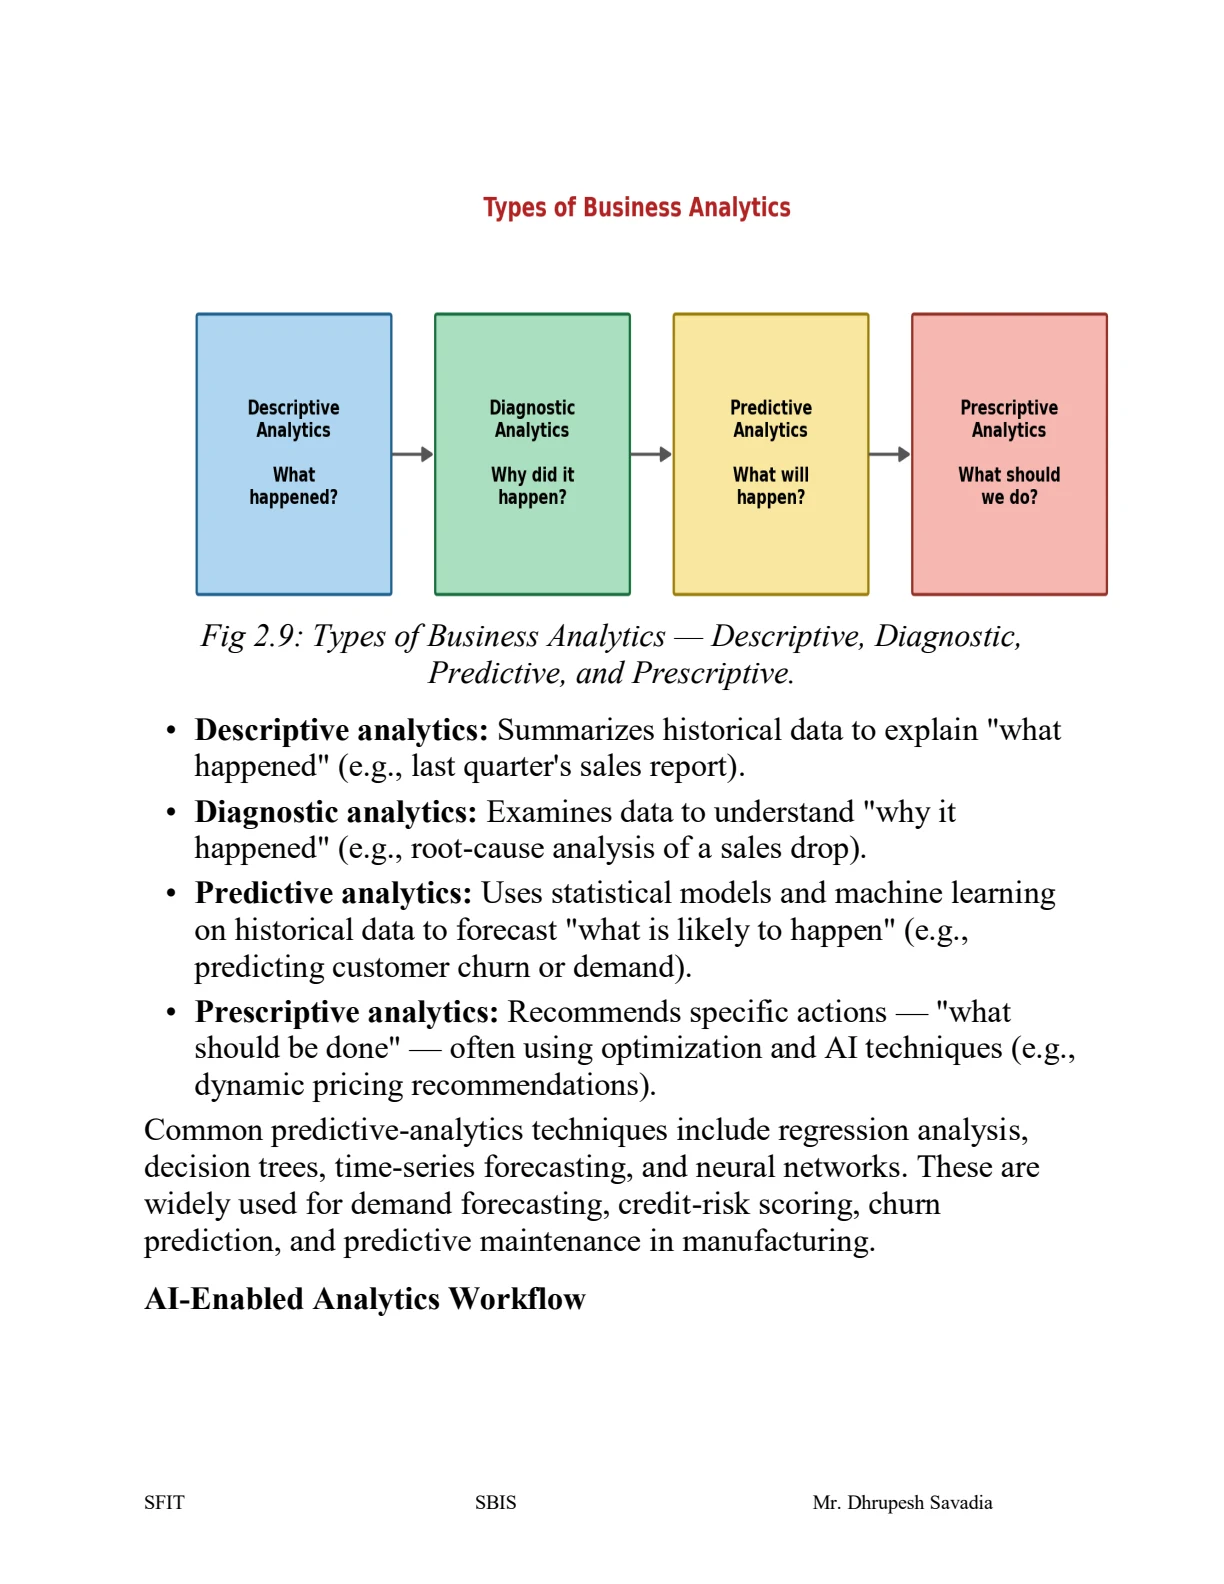 Types of Business Analytics
Descriptive
Analytics
What
happened?
Diagnostic
Analytics
Why did it
happen?
Predictive
Analytics
What will
happen?
Prescriptive
Analytics
What should
we do?
Fig 2.9: Types of Business Analytics — Descriptive, Diagnostic,
Predictive, and Prescriptive.
• Descriptive analytics: Summarizes historical data to explain "what
happened" (e.g., last quarter's sales report).
• Diagnostic analytics: Examines data to understand "why it
happened" (e.g., root-cause analysis of a sales drop).
• Predictive analytics: Uses statistical models and machine learning
on historical data to forecast "what is likely to happen" (e.g.,
predicting customer churn or demand).
• Prescriptive analytics: Recommends specific actions — "what
should be done" — often using optimization and AI techniques (e.g.,
dynamic pricing recommendations).
Common predictive-analytics techniques include regression analysis,
decision trees, time-series forecasting, and neural networks. These are
widely used for demand forecasting, credit-risk scoring, churn
prediction, and predictive maintenance in manufacturing.
AI-Enabled Analytics Workflow
SFIT SBIS Mr. Dhrupesh Savadia